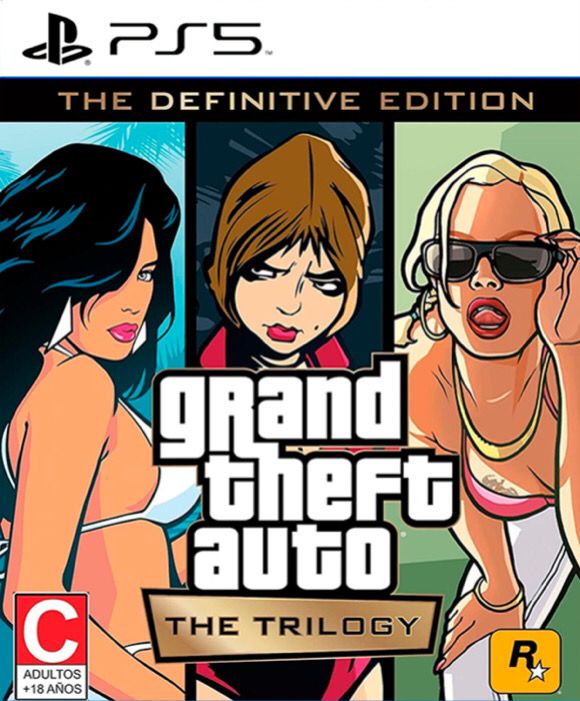 PS5
THE DEFINITIVE EDITION
grand
theft
auto
THE TRILOGY
C
ADULTOS
+18 AÑOS
R